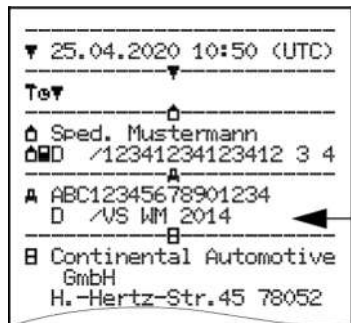 ▼ 25.04.2020 10:50 (UTC)
T⊙▼
Sped. Mustermann
D /12341234123412 3 4
ABC12345678901234
D /VS WM 2014
Continental Automotive
GmbH
H.-Hertz-Str.45 78052